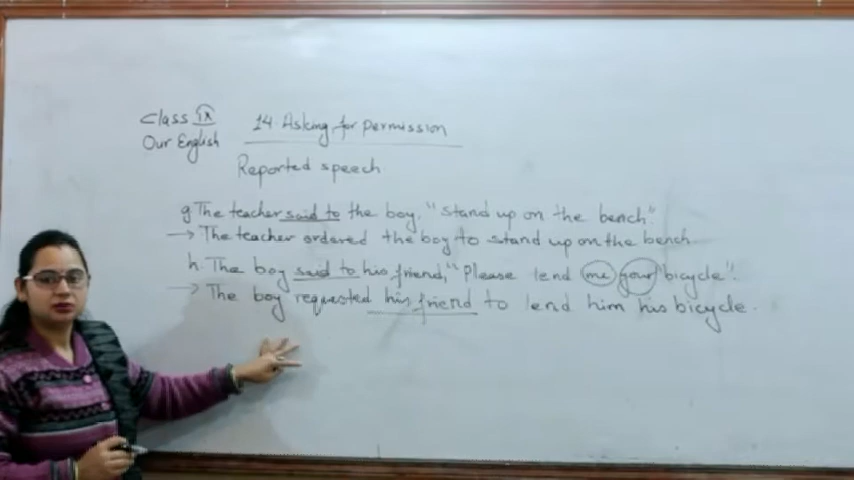 Class IX
Our English
14. Asking for permission
Reported speech
g The teacher said to the boy, "stand up on the bench".
→ The teacher ordered the boy to stand up on the bench.
h. The boy said to his friend, "Please lend me your bicycle".
→ The boy requested his friend to lend him his bicycle.